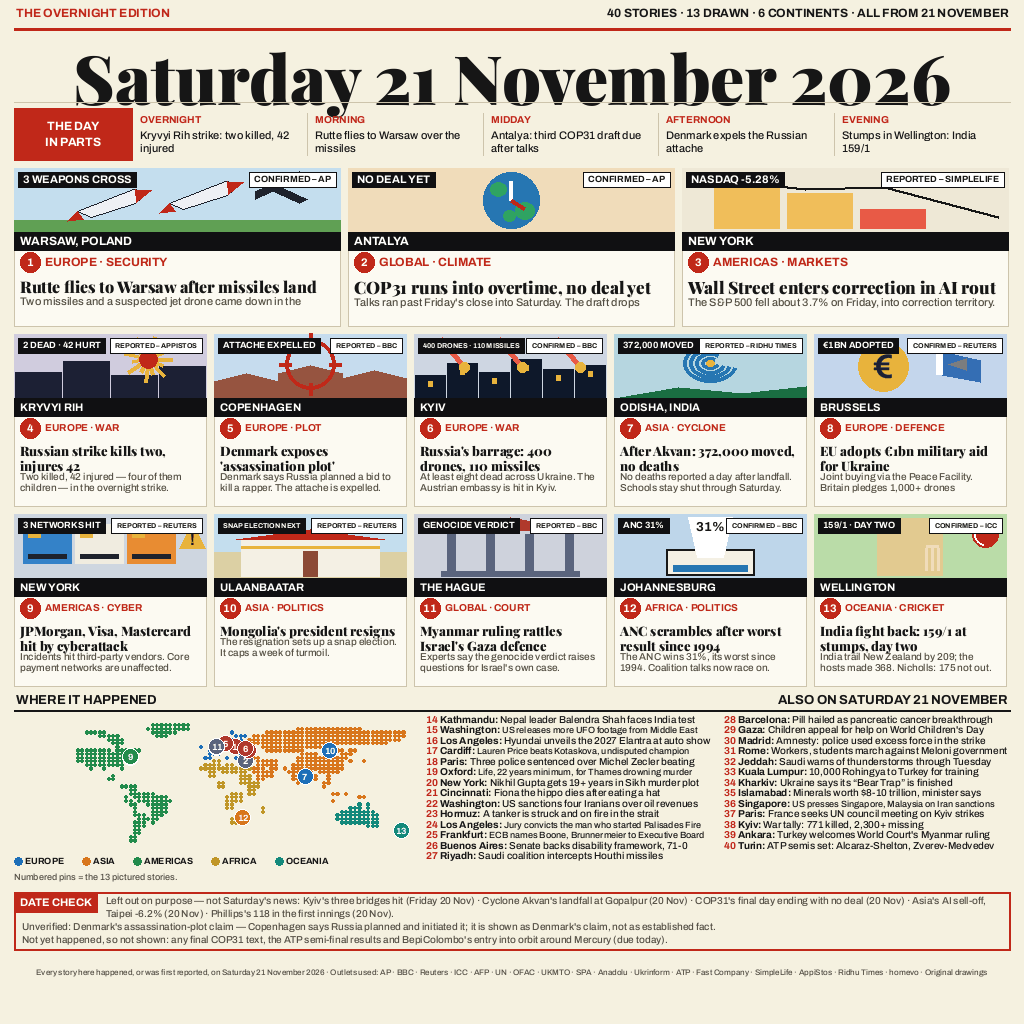 THE OVERNIGHT EDITION
40 STORIES · 13 DRAWN · 6 CONTINENTS · ALL FROM 21 NOVEMBER
Saturday 21 November 2026
THE DAY
IN PARTS
OVERNIGHT
Kryvyi Rih strike: two killed, 42
injured
MORNING
Rutte flies to Warsaw over the
missiles
MIDDAY
Antalya: third COP31 draft due
after talks
AFTERNOON
Denmark expels the Russian
attache
EVENING
Stumps in Wellington: India
159/1
3 WEAPONS CROSS
CONFIRMED – AP
WARSAW, POLAND
1 EUROPE · SECURITY
Rutte flies to Warsaw after missiles land
Two missiles and a suspected jet drone came down in the
NO DEAL YET
CONFIRMED – AP
ANTALYA
2 GLOBAL · CLIMATE
COP31 runs into overtime, no deal yet
Talks ran past Friday's close into Saturday. The draft drops
NASDAQ -5.28%
REPORTED – SIMPLELIFE
NEW YORK
3 AMERICAS · MARKETS
Wall Street enters correction in AI rout
The S&P 500 fell about 3.7% on Friday, into correction territory.
2 DEAD · 42 HURT
REPORTED – APPISTOS
KRYVYI RIH
4 EUROPE · WAR
Russian strike kills two,
injures 42
Two killed, 42 injured — four of them
children — in the overnight strike.
ATTACHE EXPELLED
REPORTED – BBC
COPENHAGEN
5 EUROPE · PLOT
Denmark exposes
'assassination plot'
Denmark says Russia planned a bid to
kill a rapper. The attache is expelled.
400 DRONES · 110 MISSILES
CONFIRMED – BBC
KYIV
6 EUROPE · WAR
Russia's barrage: 400
drones, 110 missiles
At least eight dead across Ukraine. The
Austrian embassy is hit in Kyiv.
372,000 MOVED
REPORTED – RIDHU TIMES
ODISHA, INDIA
7 ASIA · CYCLONE
After Akvan: 372,000 moved,
no deaths
No deaths reported a day after landfall.
Schools stay shut through Saturday.
€1BN ADOPTED
CONFIRMED – REUTERS
€
BRUSSELS
8 EUROPE · DEFENCE
EU adopts €1bn military aid
for Ukraine
Joint buying via the Peace Facility.
Britain pledges 1,000+ drones
3 NETWORKS HIT
REPORTED – REUTERS
!
NEW YORK
9 AMERICAS · CYBER
JPMorgan, Visa, Mastercard
hit by cyberattack
Incidents hit third-party vendors. Core
payment networks are unaffected.
SNAP ELECTION NEXT
REPORTED – REUTERS
ULAANBAATAR
10 ASIA · POLITICS
Mongolia's president resigns
The resignation sets up a snap election.
It caps a week of turmoil.
GENOCIDE VERDICT
REPORTED – BBC
THE HAGUE
11 GLOBAL · COURT
Myanmar ruling rattles
Israel's Gaza defence
Experts say the genocide verdict raises
questions for Israel's own case.
ANC 31%
31%
CONFIRMED – BBC
JOHANNESBURG
12 AFRICA · POLITICS
ANC scrambles after worst
result since 1994
The ANC wins 31%, its worst since
1994. Coalition talks now race on.
159/1 · DAY TWO
CONFIRMED – ICC
WELLINGTON
13 OCEANIA · CRICKET
India fight back: 159/1 at
stumps, day two
India trail New Zealand by 209; the
hosts made 368. Nicholls: 175 not out.
WHERE IT HAPPENED
9
11
6
2
10
7
12
13
EUROPE ASIA AMERICAS AFRICA OCEANIA
Numbered pins = the 13 pictured stories.
ALSO ON SATURDAY 21 NOVEMBER
14 Kathmandu: Nepal leader Balendra Shah faces India test
15 Washington: US releases more UFO footage from Middle East
16 Los Angeles: Hyundai unveils the 2027 Elantra at auto show
17 Cardiff: Lauren Price beats Kotaskova, undisputed champion
18 Paris: Three police sentenced over Michel Zecler beating
19 Oxford: Life, 22 years minimum, for Thames drowning murder
20 New York: Nikhil Gupta gets 19+ years in Sikh murder plot
21 Cincinnati: Fiona the hippo dies after eating a hat
22 Washington: US sanctions four Iranians over oil revenues
23 Hormuz: A tanker is struck and on fire in the strait
24 Los Angeles: Jury convicts the man who started Palisades Fire
25 Frankfurt: ECB names Boone, Brunnermeier to Executive Board
26 Buenos Aires: Senate backs disability framework, 71-0
27 Riyadh: Saudi coalition intercepts Houthi missiles
28 Barcelona: Pill hailed as pancreatic cancer breakthrough
29 Gaza: Children appeal for help on World Children's Day
30 Madrid: Amnesty: police used excess force in the strike
31 Rome: Workers, students march against Meloni government
32 Jeddah: Saudi warns of thunderstorms through Tuesday
33 Kuala Lumpur: 10,000 Rohingya to Turkey for training
34 Kharkiv: Ukraine says its “Bear Trap” is finished
35 Islamabad: Minerals worth $8-10 trillion, minister says
36 Singapore: US presses Singapore, Malaysia on Iran sanctions
37 Paris: France seeks UN council meeting on Kyiv strikes
38 Kyiv: War tally: 771 killed, 2,300+ missing
39 Ankara: Turkey welcomes World Court's Myanmar ruling
40 Turin: ATP semis set: Alcaraz-Shelton, Zverev-Medvedev
DATE CHECK
Left out on purpose — not Saturday's news: Kyiv's three bridges hit (Friday 20 Nov) · Cyclone Akvan's landfall at Gopalpur (20 Nov) · COP31's final day ending with no deal (20 Nov) · Asia's AI sell-off,
Taipei -6.2% (20 Nov) · Phillips's 118 in the first innings (20 Nov).
Unverified: Denmark's assassination-plot claim — Copenhagen says Russia planned and initiated it; it is shown as Denmark's claim, not as established fact.
Not yet happened, so not shown: any final COP31 text, the ATP semi-final results and BepiColombo's entry into orbit around Mercury (due today).
Every story here happened, or was first reported, on Saturday 21 November 2026 · Outlets used: AP · BBC · Reuters · ICC · AFP · UN · OFAC · UKMTO · SPA · Anadolu · Ukrinform · ATP · Fast Company · SimpleLife · AppiStos · Ridhu Times · homevo · Original drawings